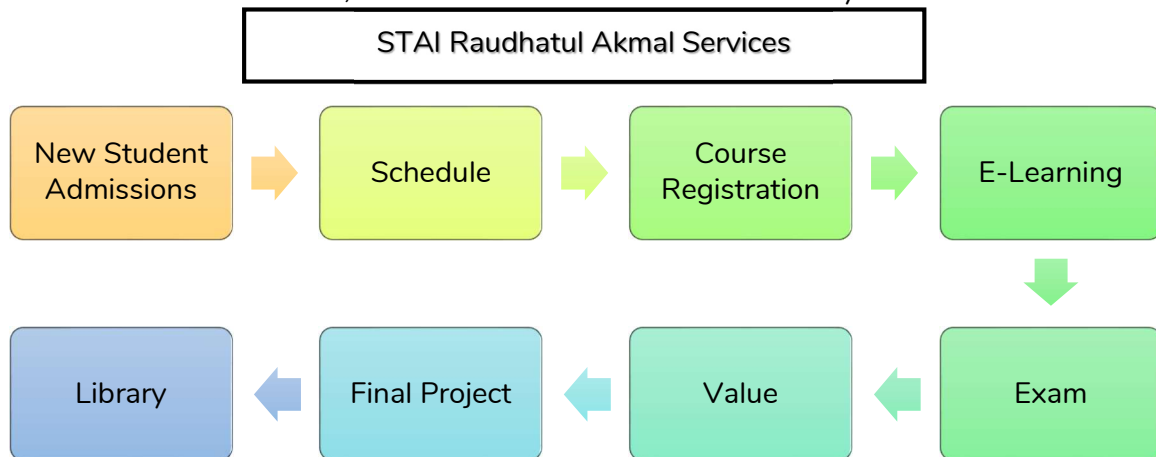 STAI Raudhatul Akmal Services
New Student
Admissions
Schedule
Course
Registration
E-Learning
Exam
Value
Final Project
Library